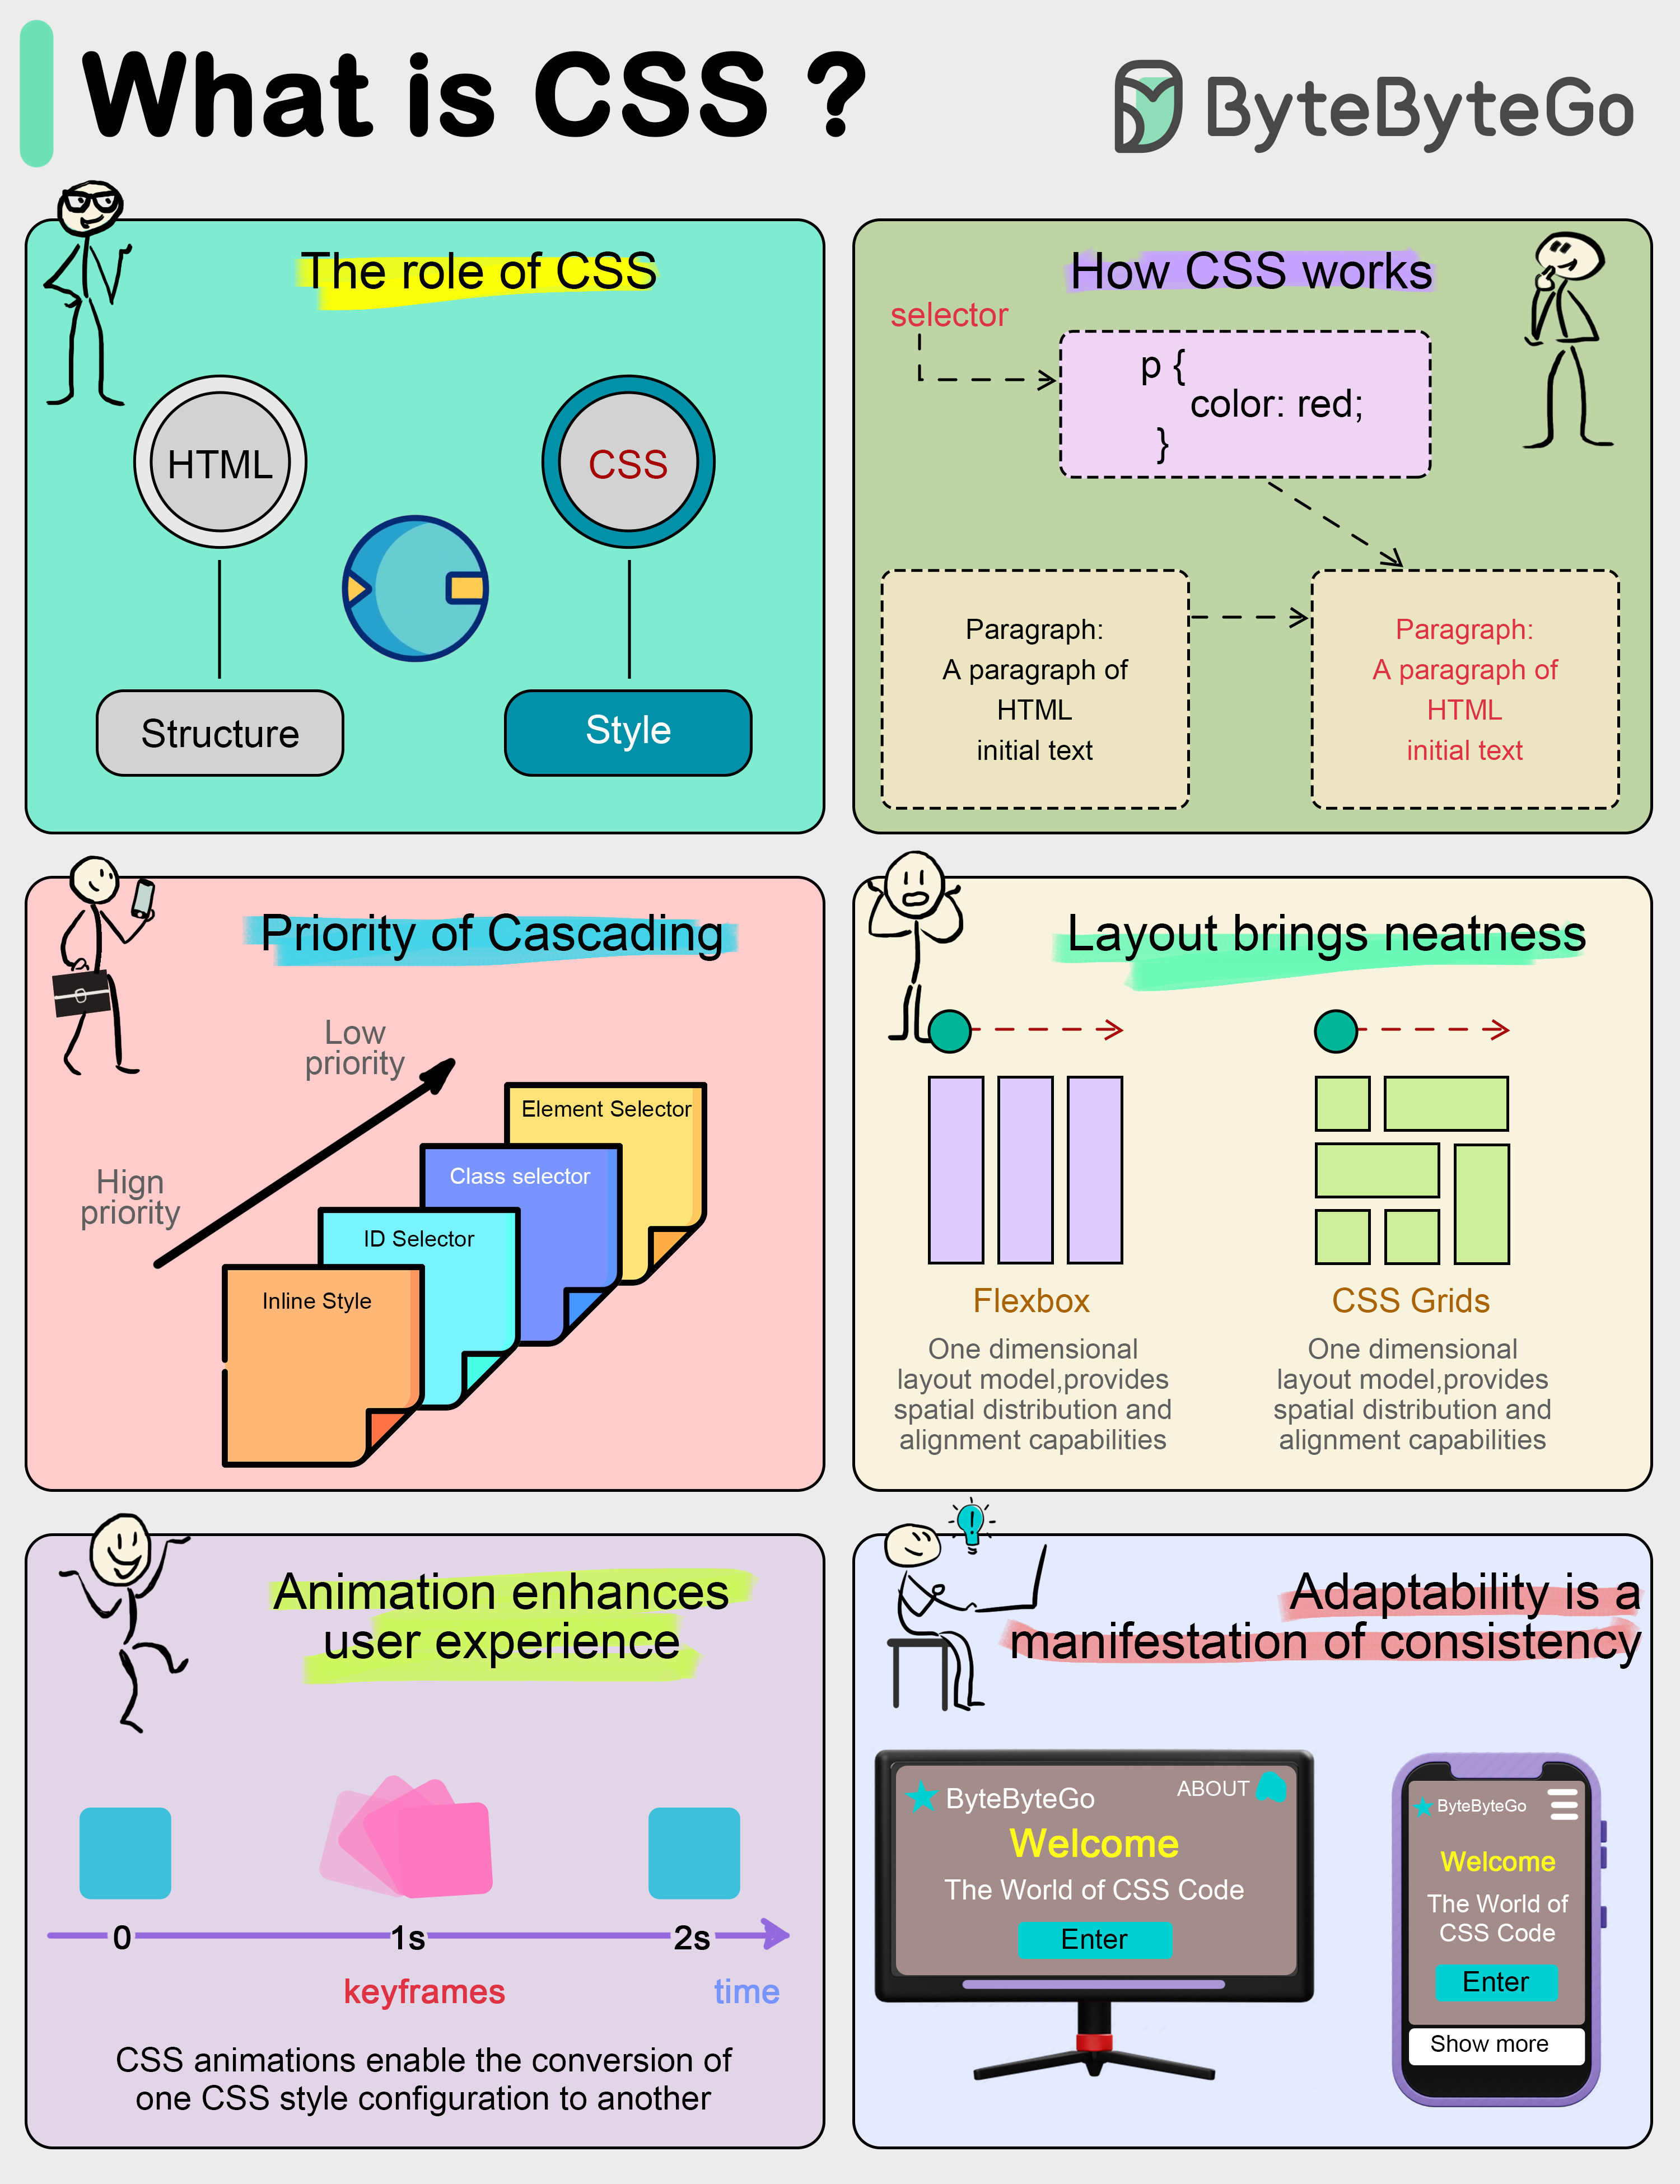 What is CSS ?
ByteByteGo
The role of CSS
HTML
CSS
Structure
Style
How CSS works
selector
p {
color: red;
}
Paragraph:
A paragraph of
HTML
initial text
Paragraph:
A paragraph of
HTML
initial text
Priority of Cascading
Low
priority
Hign
priority
Element Selector
Class selector
ID Selector
Inline Style
Layout brings neatness
Flexbox
One dimensional
layout model,provides
spatial distribution and
alignment capabilities
CSS Grids
One dimensional
layout model,provides
spatial distribution and
alignment capabilities
Animation enhances
user experience
0
1s
2s
keyframes
time
CSS animations enable the conversion of
one CSS style configuration to another
Adaptability is a
manifestation of consistency
ByteByteGo
ABOUT
Welcome
The World of CSS Code
Enter
ByteByteGo
Welcome
The World of
CSS Code
Enter
Show more